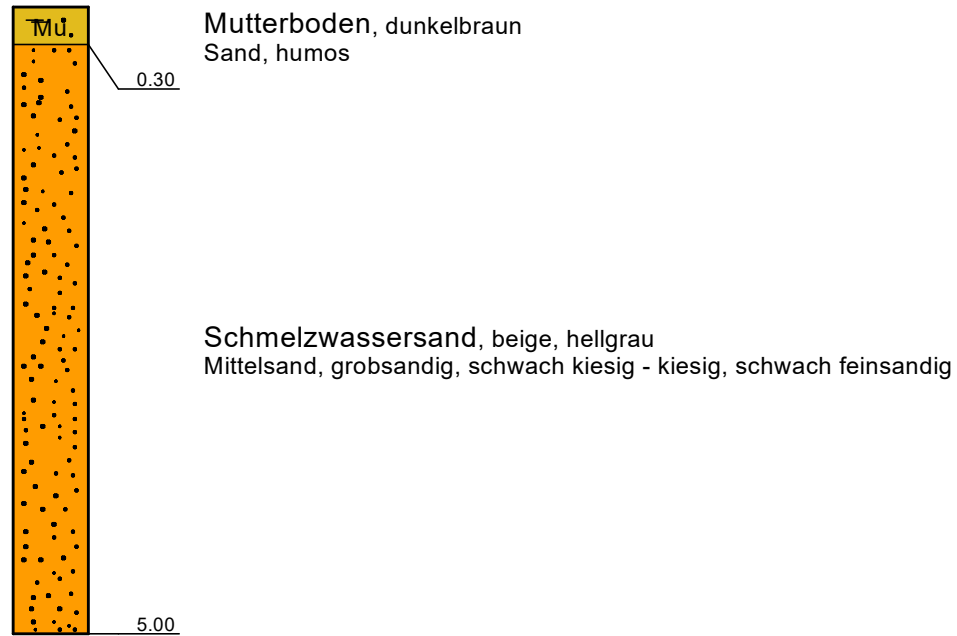 Mu
Mutterboden, dunkelbraun
Sand, humos
0.30
Schmelzwassersand, beige, hellgrau
Mittelsand, grobsandig, schwach kiesig - kiesig, schwach feinsandig
5.00